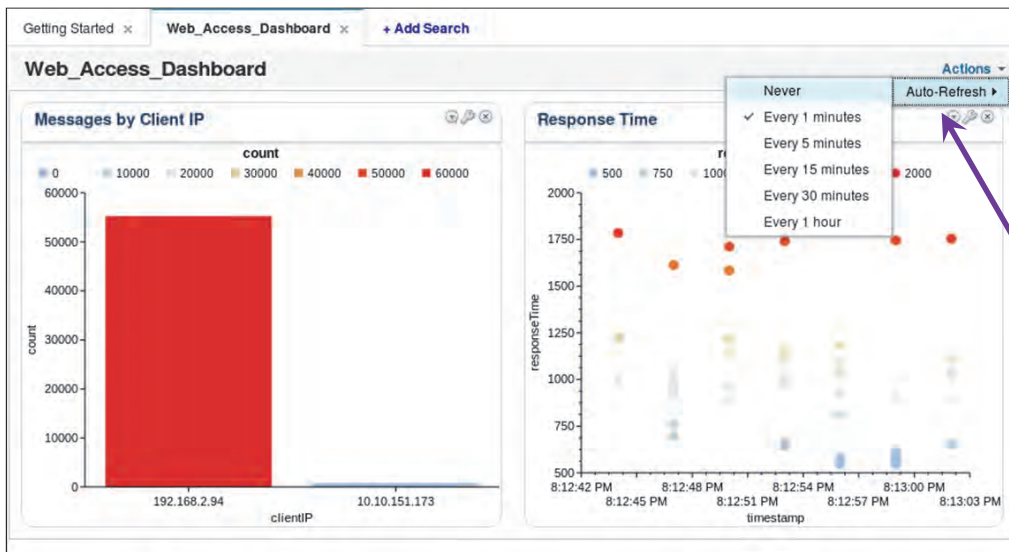 Getting Started × Web_Access_Dashboard × + Add Search
Web_Access_Dashboard
Actions
Auto-Refresh
Never
Every 1 minutes
Every 5 minutes
Every 15 minutes
Every 30 minutes
Every 1 hour
Messages by Client IP
count
0 10000 20000 30000 40000 50000 60000
60000
50000
40000
30000
20000
10000
0
count
192.168.2.94 10.10.151.173
clientIP
Response Time
500 750 2000
2000
1750
1500
1250
1000
750
500
responseTime
8:12:42 PM 8:12:48 PM 8:12:54 PM 8:13:00 PM
8:12:45 PM 8:12:51 PM 8:12:57 PM 8:13:03 PM
timestamp